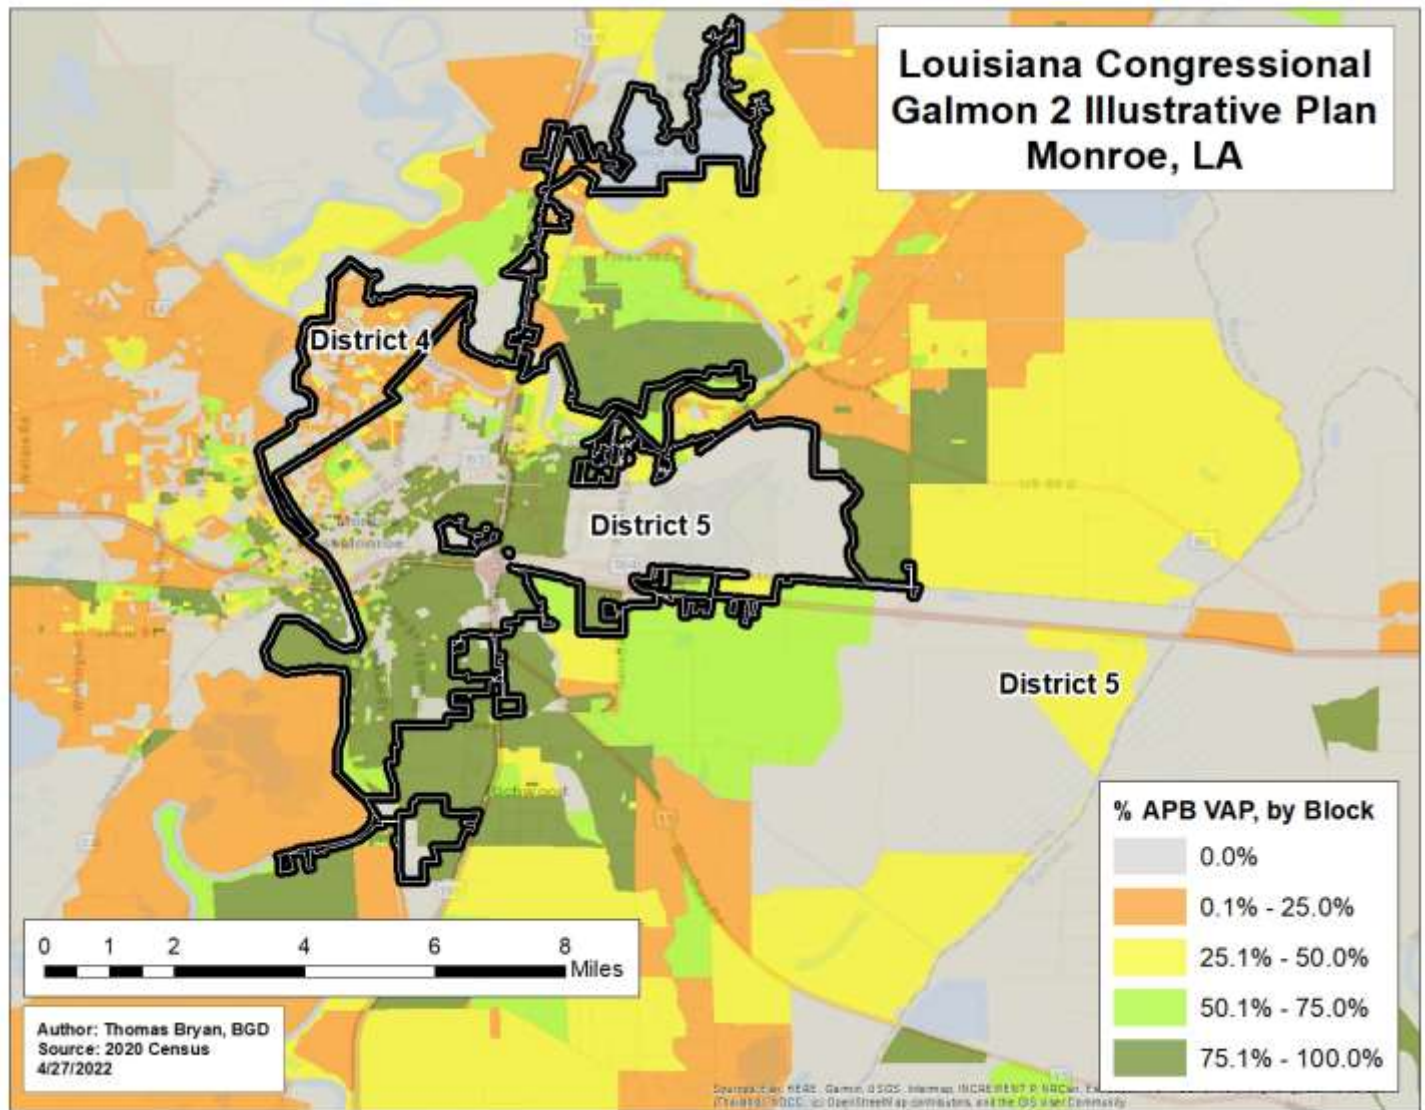 Louisiana Congressional
Galmon 2 Illustrative Plan
Monroe, LA
District 4
District 5
District 5
% APB VAP, by Block
0.0%
0.1% - 25.0%
25.1% - 50.0%
50.1% - 75.0%
75.1% - 100.0%
0 1 2 4 6 8
Miles
Author: Thomas Bryan, BGD
Source: 2020 Census
4/27/2022